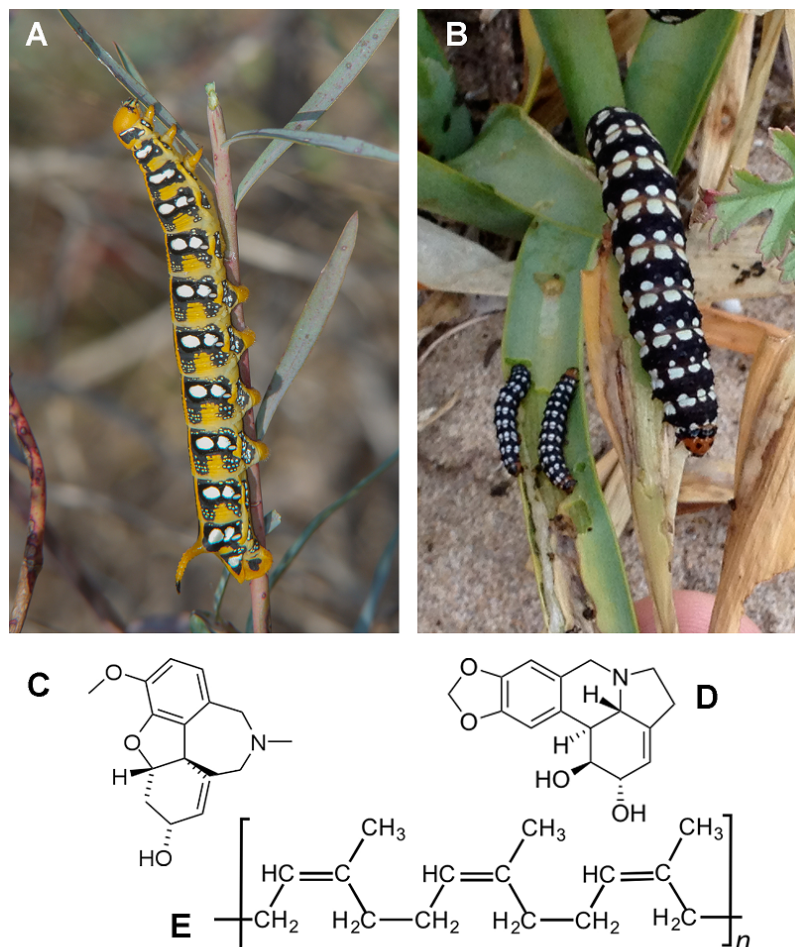 A
B
C
O
O
N
H
HO
D
O
O
N
H
H
HO
OH
E
CH₃ CH₃ CH₃
HC HC HC
CH₂ H₂C CH₂ H₂C CH₂ H₂C
n